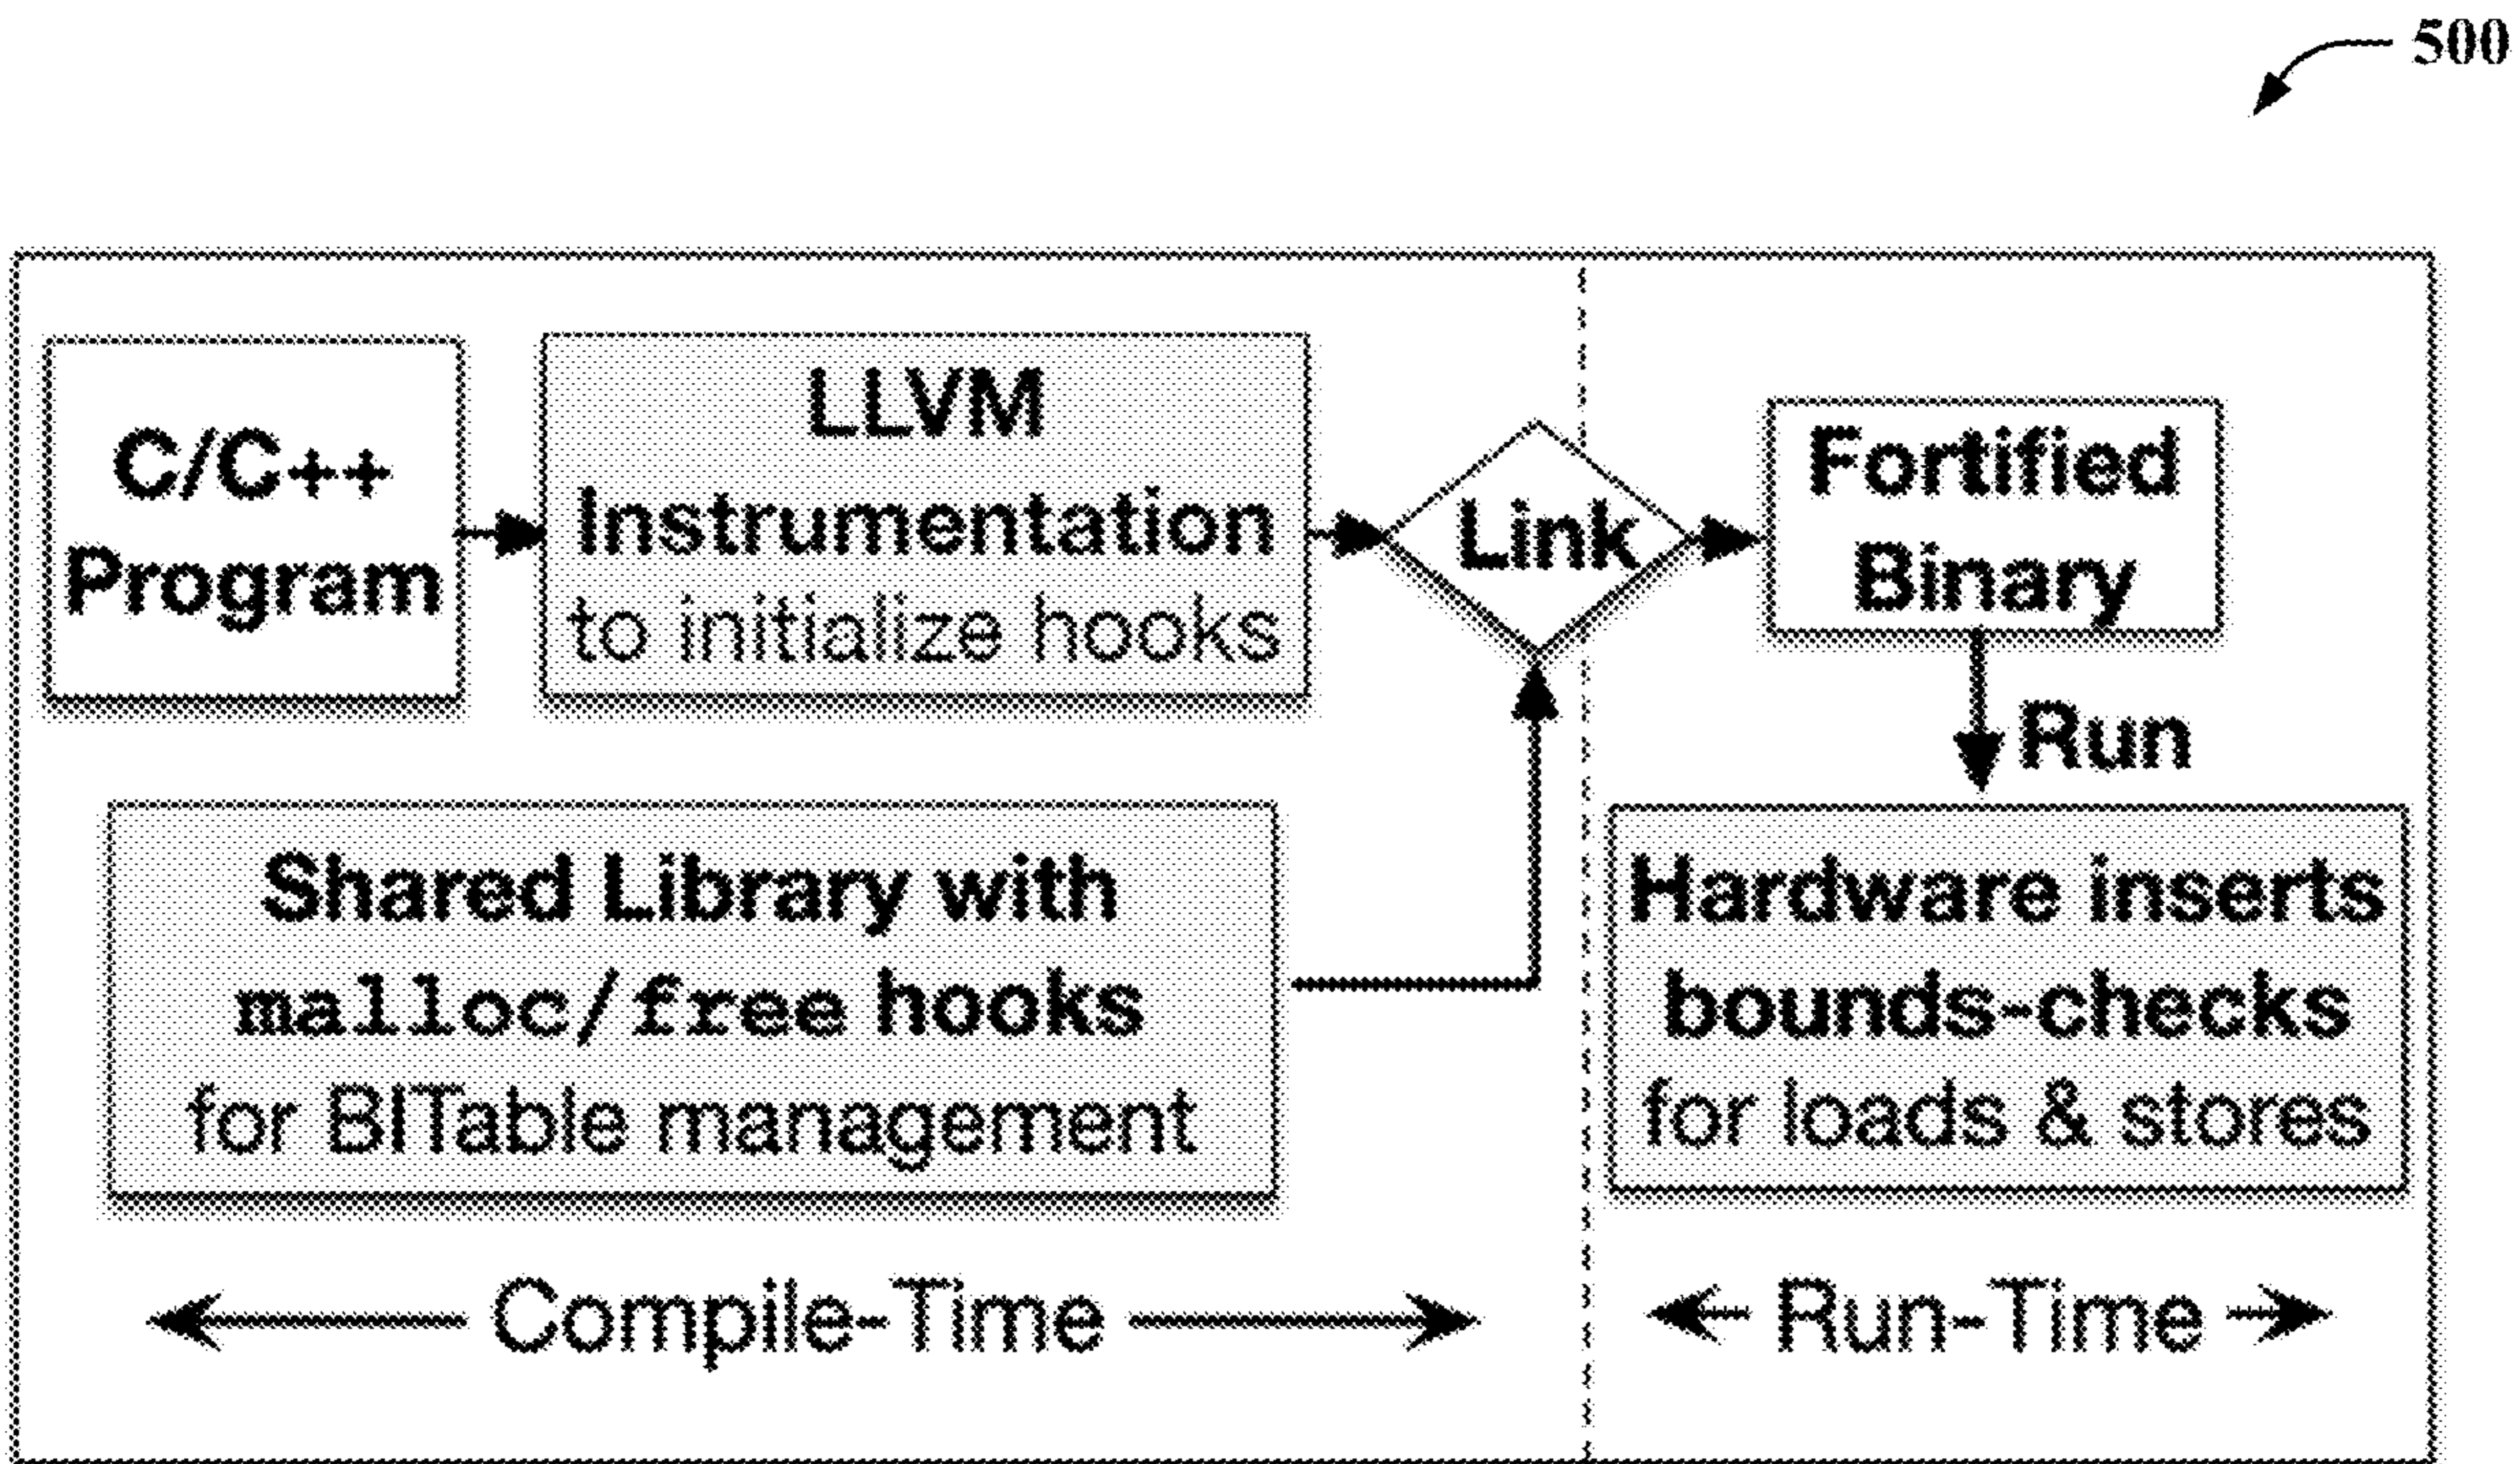 500
C/C++
Program
LLVM
Instrumentation
to initialize hooks
Link
Fortified
Binary
Run
Shared Library with
malloc/free hooks
for BITable management
Hardware inserts
bounds-checks
for loads & stores
Compile-Time
Run-Time